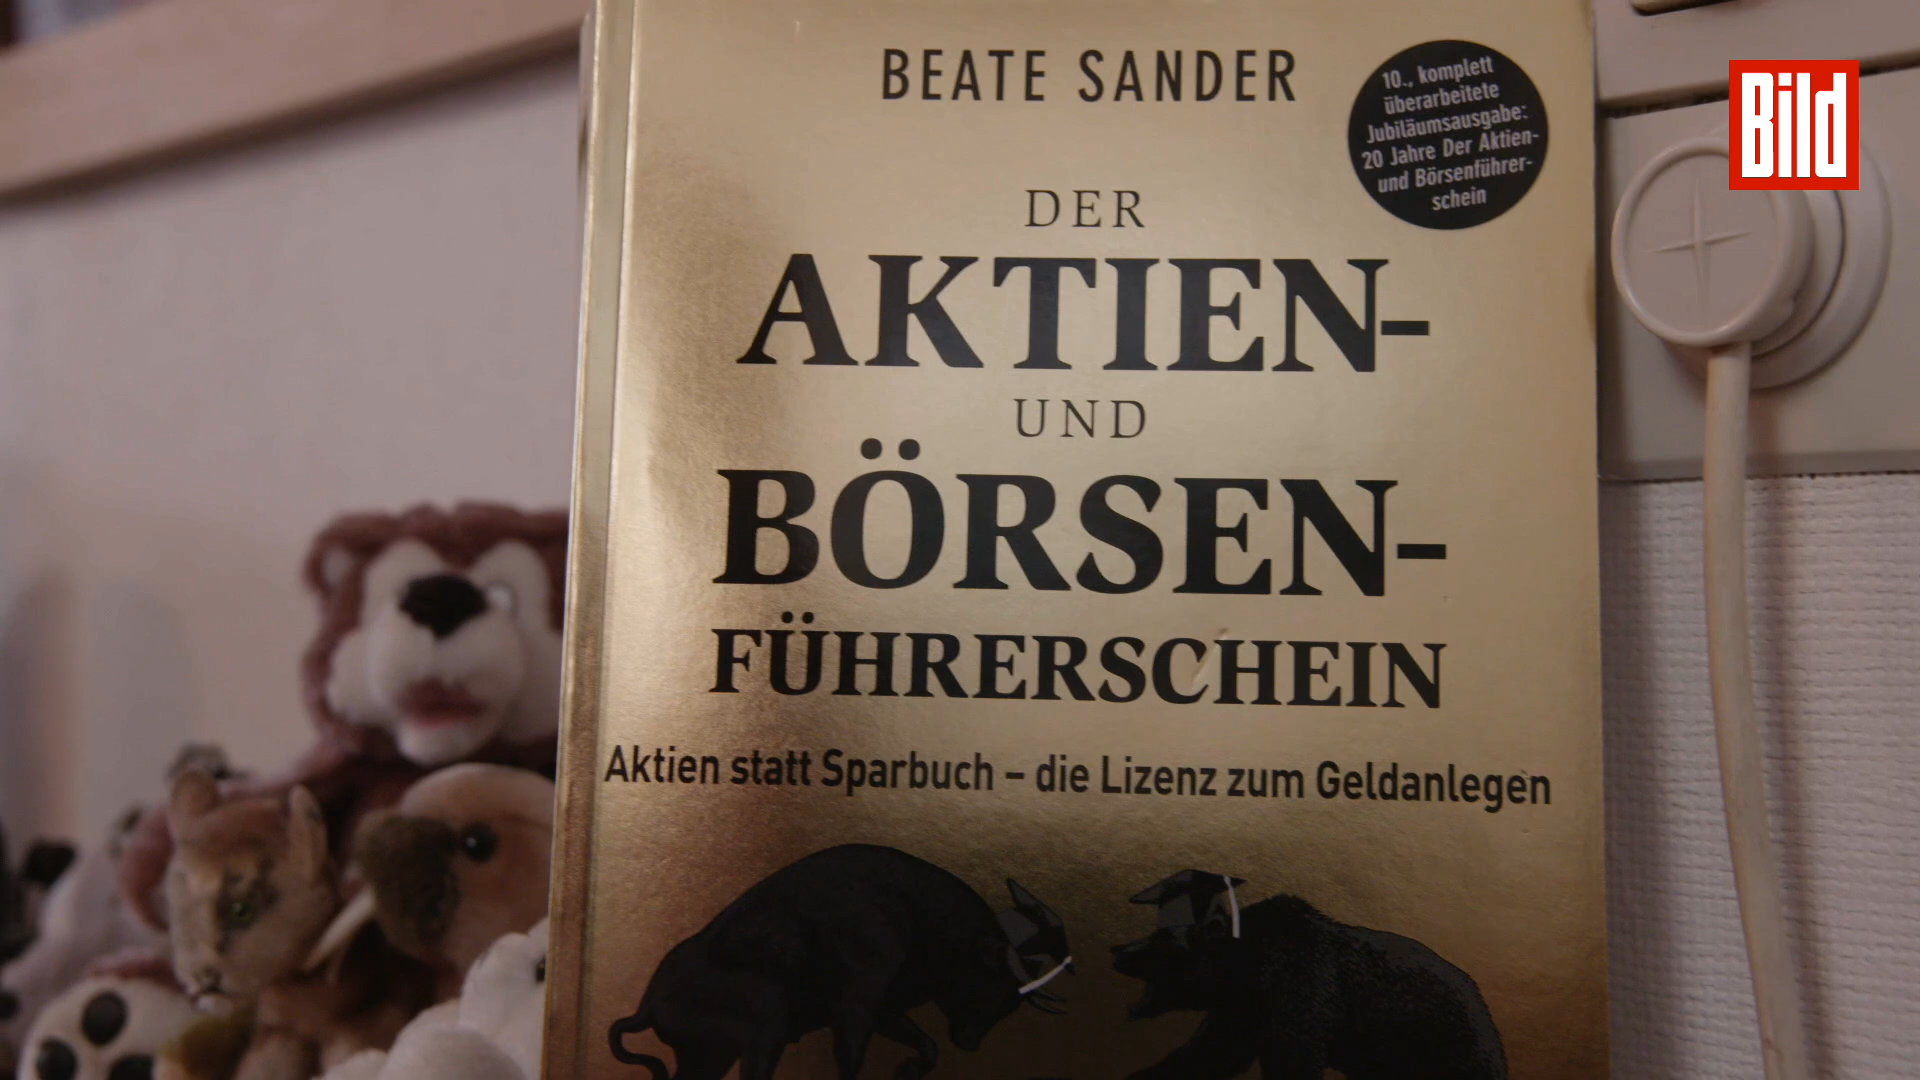 BEATE SANDER
10., komplett
überarbeitete
Jubiläumsausgabe:
20 Jahre Der Aktien-
und Börsenführer-
schein
Bild
DER
AKTIEN-
UND
BÖRSEN-
FÜHRERSCHEIN
Aktien statt Sparbuch – die Lizenz zum Geldanlegen